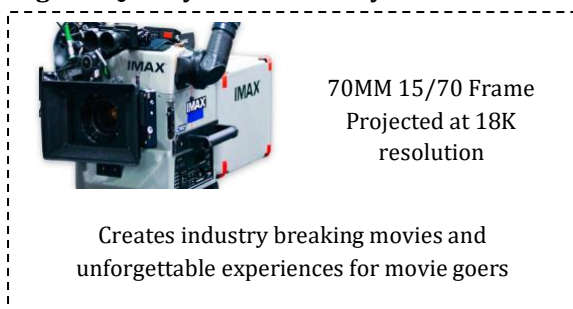 IMAX
IMAX
IMAX
70MM 15/70 Frame
Projected at 18K
resolution
Creates industry breaking movies and
unforgettable experiences for movie goers